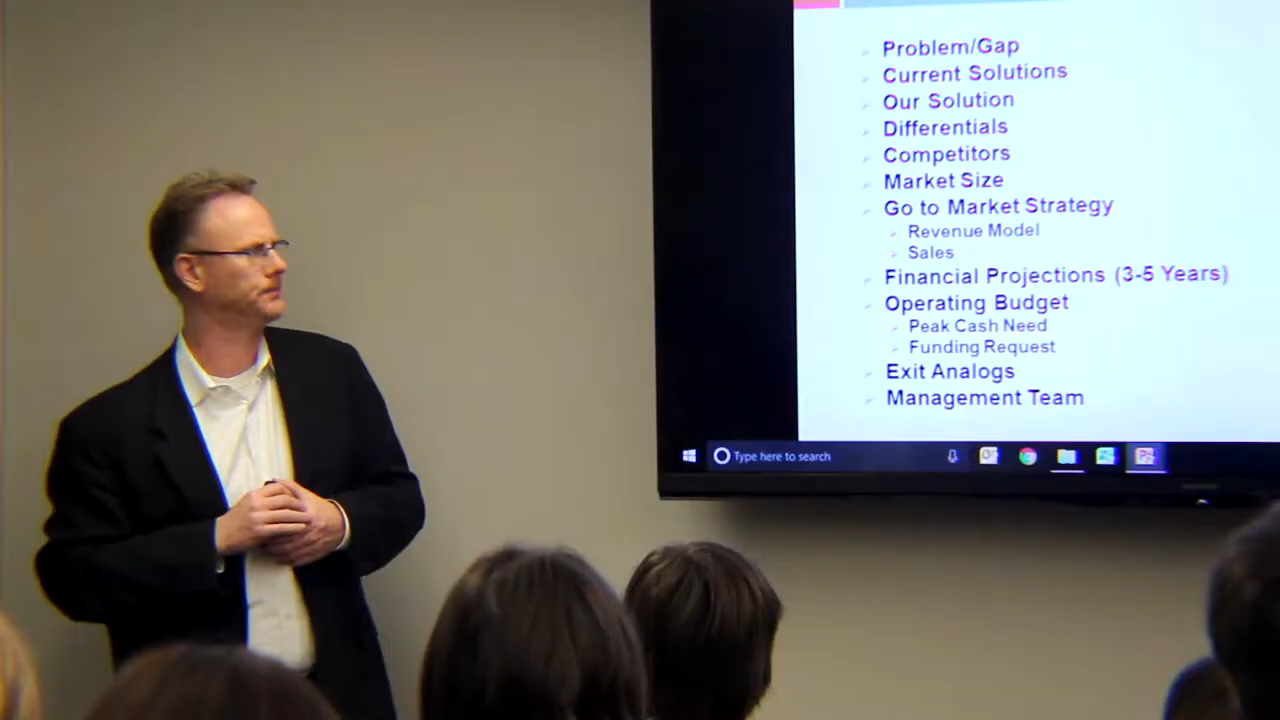 Problem/Gap
Current Solutions
Our Solution
Differentials
Competitors
Market Size
Go to Market Strategy
Revenue Model
Sales
Financial Projections (3-5 Years)
Operating Budget
Peak Cash Need
Funding Request
Exit Analogs
Management Team
Type here to search